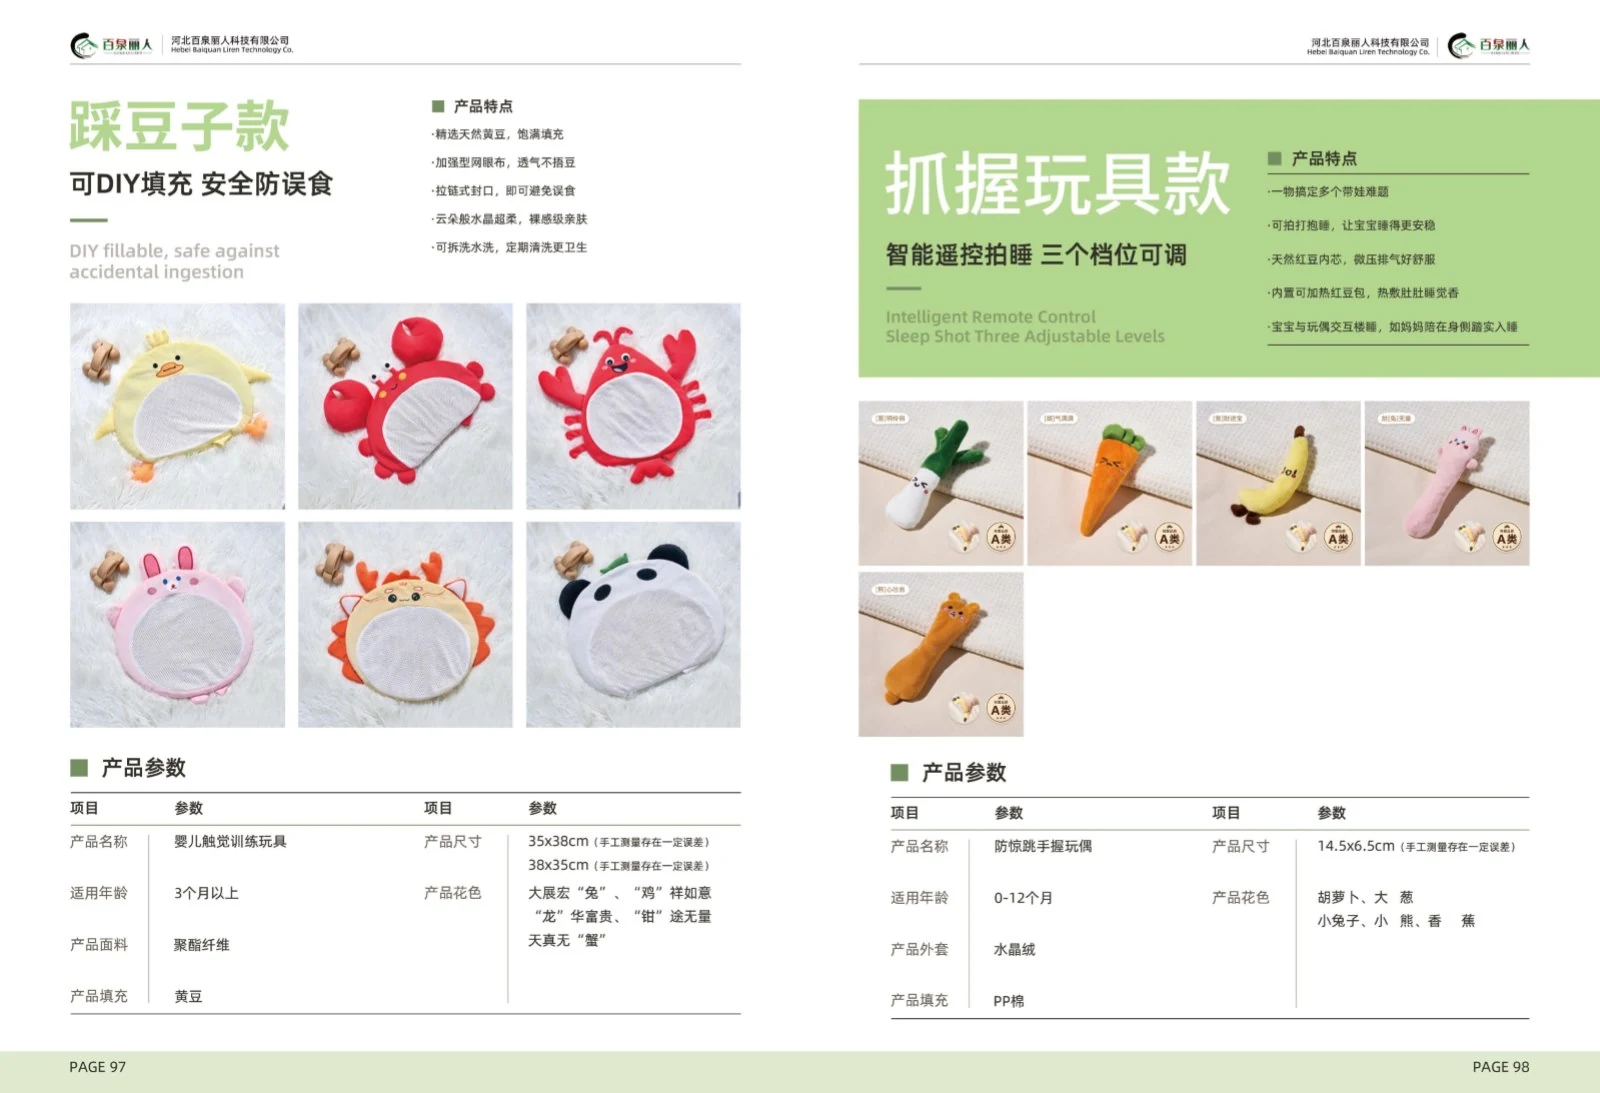 百泉丽人
河北百泉丽人科技有限公司
Hebei Baiquan Liren Technology Co.
踩豆子款
可DIY填充 安全防误食
DIY fillable, safe against
accidental ingestion
产品特点
·精选天然黄豆，饱满填充
·加强型网眼布，透气不捂豆
·拉链式封口，即可避免误食
·云朵般水晶超柔，裸感级亲肤
·可拆洗水洗，定期清洗更卫生
产品参数
项目 参数 项目 参数
产品名称 婴儿触觉训练玩具 产品尺寸 35x38cm（手工测量存在一定误差）
38x35cm（手工测量存在一定误差）
适用年龄 3个月以上 产品花色 大展宏“兔”、“鸡”祥如意
“龙”华富贵、“钳”途无量
天真无“蟹”
产品面料 聚酯纤维
产品填充 黄豆
PAGE 97
河北百泉丽人科技有限公司
Hebei Baiquan Liren Technology Co.
百泉丽人
抓握玩具款
智能遥控拍睡 三个档位可调
Intelligent Remote Control
Sleep Shot Three Adjustable Levels
产品特点
·一物搞定多个带娃难题
·可拍打抱睡，让宝宝睡得更安稳
·天然红豆内芯，微压排气好舒服
·内置可加热红豆包，热敷肚肚睡觉香
·宝宝与玩偶交互楼睡，如妈妈陪在身侧踏实入睡
A类
A类
lol
A类
A类
A类
产品参数
项目 参数 项目 参数
产品名称 防惊跳手握玩偶 产品尺寸 14.5x6.5cm（手工测量存在一定误差）
适用年龄 0-12个月 产品花色 胡萝卜、大 葱
小兔子、小 熊、香 蕉
产品外套 水晶绒
产品填充 PP棉
PAGE 98